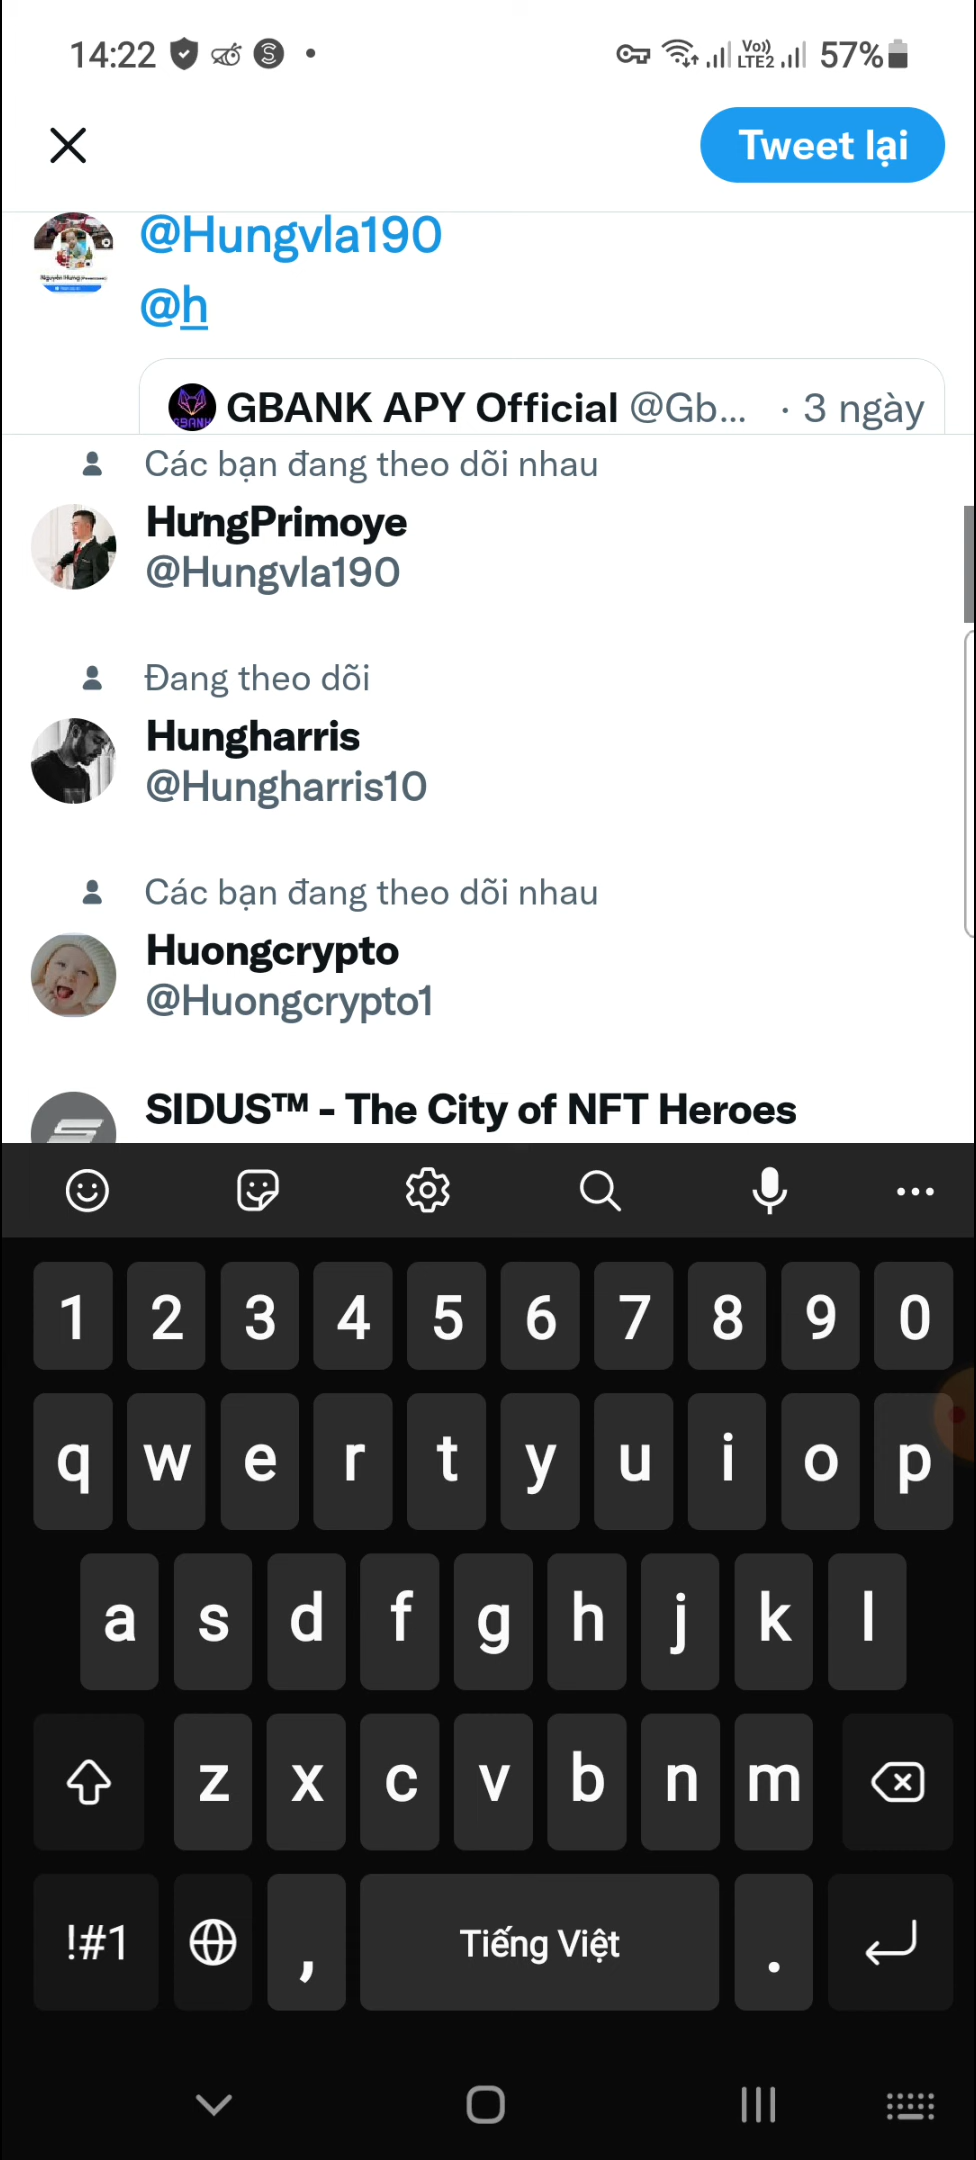 14:22
Vo))
LTE2
57%
Tweet lại
@Hungvla190
@h
GBANK APY Official @Gb... · 3 ngày
Các bạn đang theo dõi nhau
HưngPrimoye
@Hungvla190
Đang theo dõi
Hungharris
@Hungharris10
Các bạn đang theo dõi nhau
Huongcrypto
@Huongcrypto1
SIDUS™ - The City of NFT Heroes
1 2 3 4 5 6 7 8 9 0
q w e r t y u i o p
a s d f g h j k l
z x c v b n m
!#1 , Tiếng Việt .